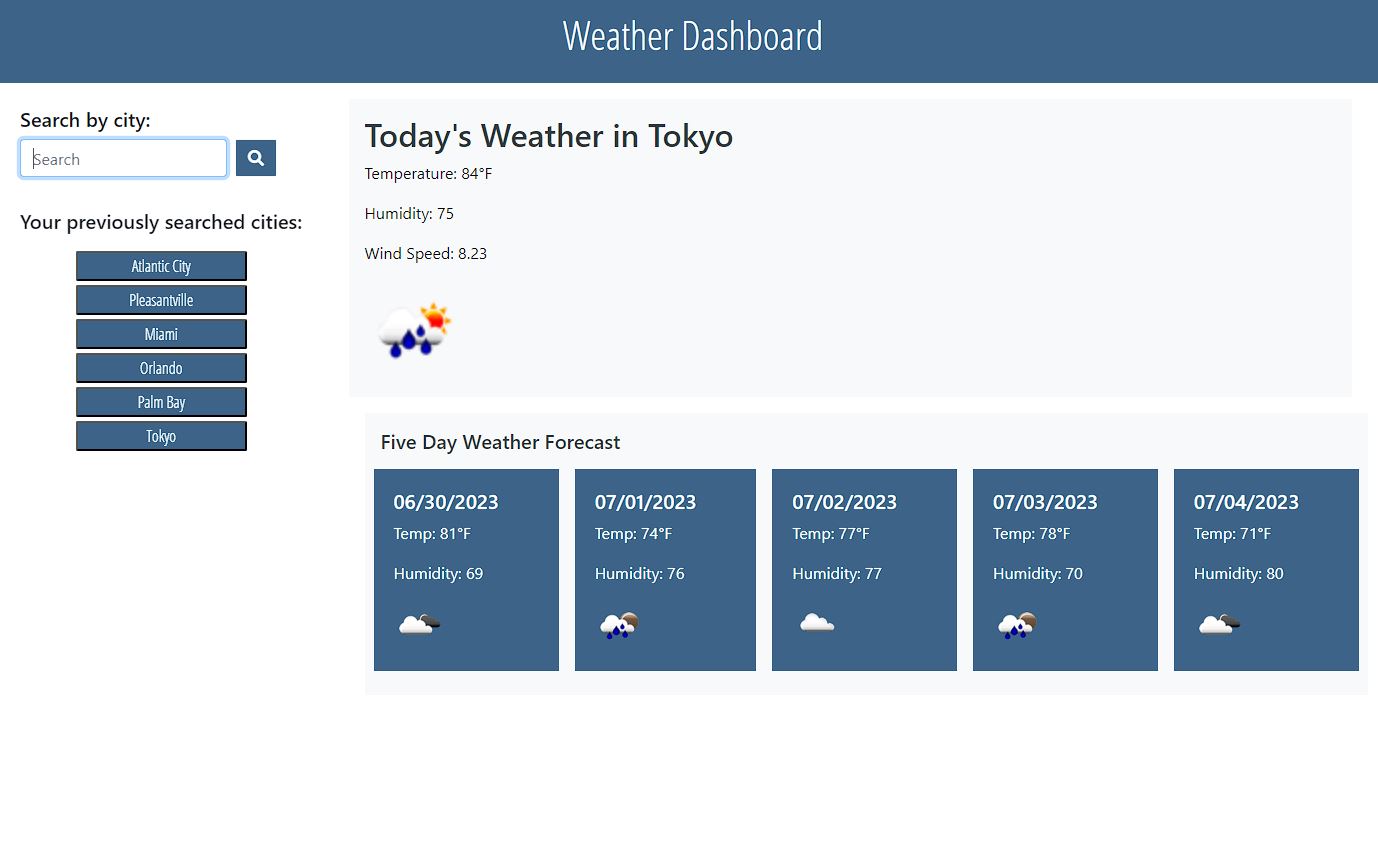 Weather Dashboard
Search by city:
Search
Your previously searched cities:
Atlantic City
Pleasantville
Miami
Orlando
Palm Bay
Tokyo
Today's Weather in Tokyo
Temperature: 84°F
Humidity: 75
Wind Speed: 8.23
Five Day Weather Forecast
06/30/2023
Temp: 81°F
Humidity: 69
07/01/2023
Temp: 74°F
Humidity: 76
07/02/2023
Temp: 77°F
Humidity: 77
07/03/2023
Temp: 78°F
Humidity: 70
07/04/2023
Temp: 71°F
Humidity: 80